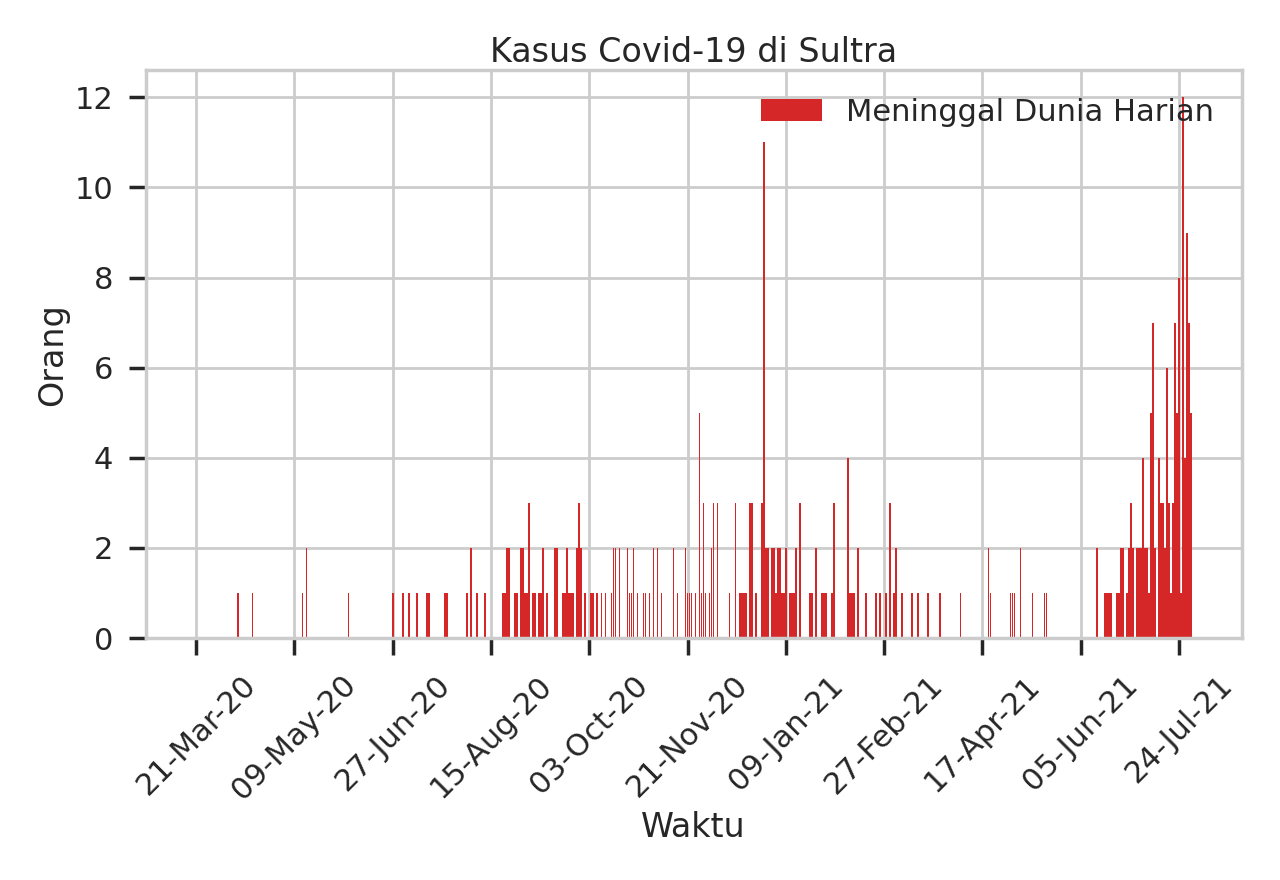 Kasus Covid-19 di Sultra
Meninggal Dunia Harian
Orang
12
10
8
6
4
2
0
21-Mar-20
09-May-20
27-Jun-20
15-Aug-20
03-Oct-20
21-Nov-20
09-Jan-21
27-Feb-21
17-Apr-21
05-Jun-21
24-Jul-21
Waktu